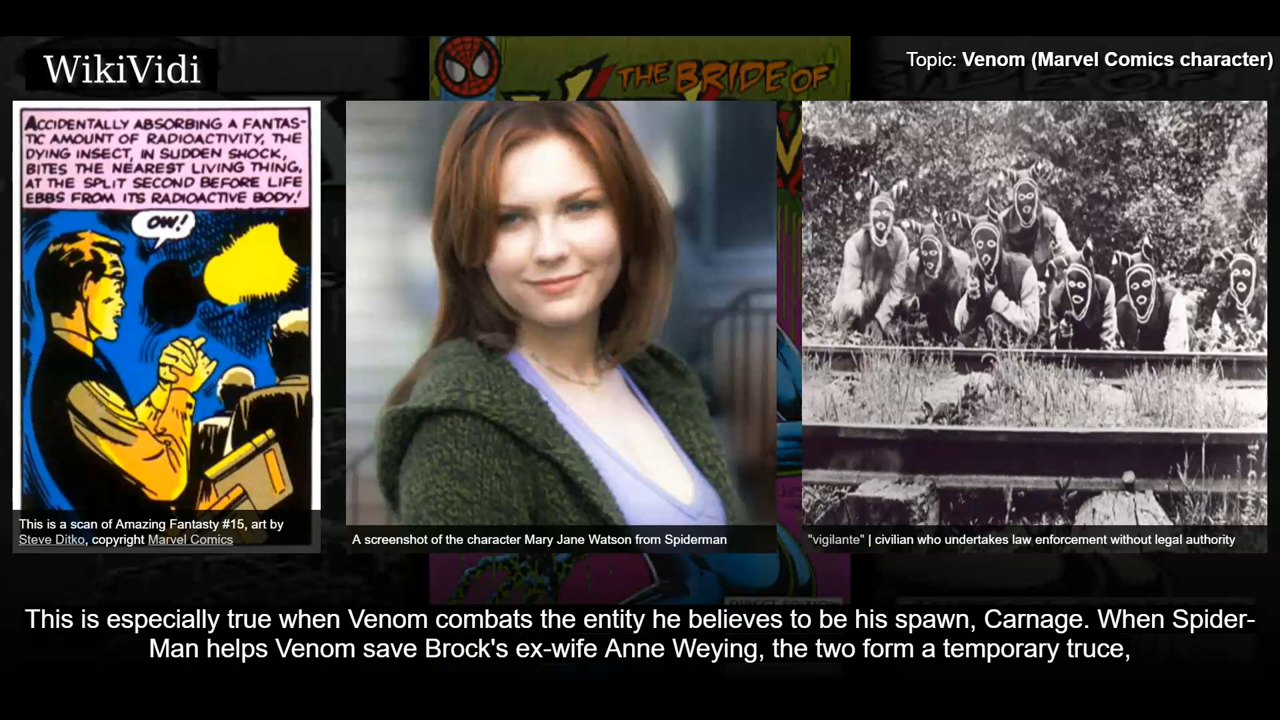 WikiVidi
Topic: Venom (Marvel Comics character)
THE BRIDE OF
ACCIDENTALLY ABSORBING A FANTAS-
TIC AMOUNT OF RADIOACTIVITY, THE
DYING INSECT, IN SUDDEN SHOCK,
BITES THE NEAREST LIVING THING,
AT THE SPLIT SECOND BEFORE LIFE
EBBS FROM ITS RADIOACTIVE BODY!
OW!
This is a scan of Amazing Fantasty #15, art by
Steve Ditko, copyright Marvel Comics
A screenshot of the character Mary Jane Watson from Spiderman
"vigilante" | civilian who undertakes law enforcement without legal authority
This is especially true when Venom combats the entity he believes to be his spawn, Carnage. When Spider-
Man helps Venom save Brock's ex-wife Anne Weying, the two form a temporary truce,